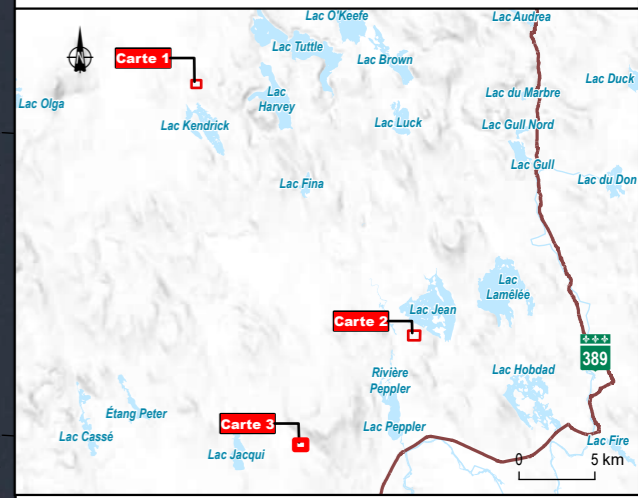 Lac O'Keefe
Lac Audrea
N
Carte 1
Lac Tuttle
Lac Brown
Lac Duck
Lac Olga
Lac
Harvey
Lac du Marbre
Lac Kendrick
Lac Luck
Lac Gull Nord
Lac Gull
Lac Fina
Lac du Don
Lac
Lamêlée
Lac Jean
Carte 2
389
Rivière
Peppler
Lac Hobdad
Étang Peter
Carte 3
Lac Peppler
Lac Cassé
Lac Jacqui
Lac Fire
0 5 km